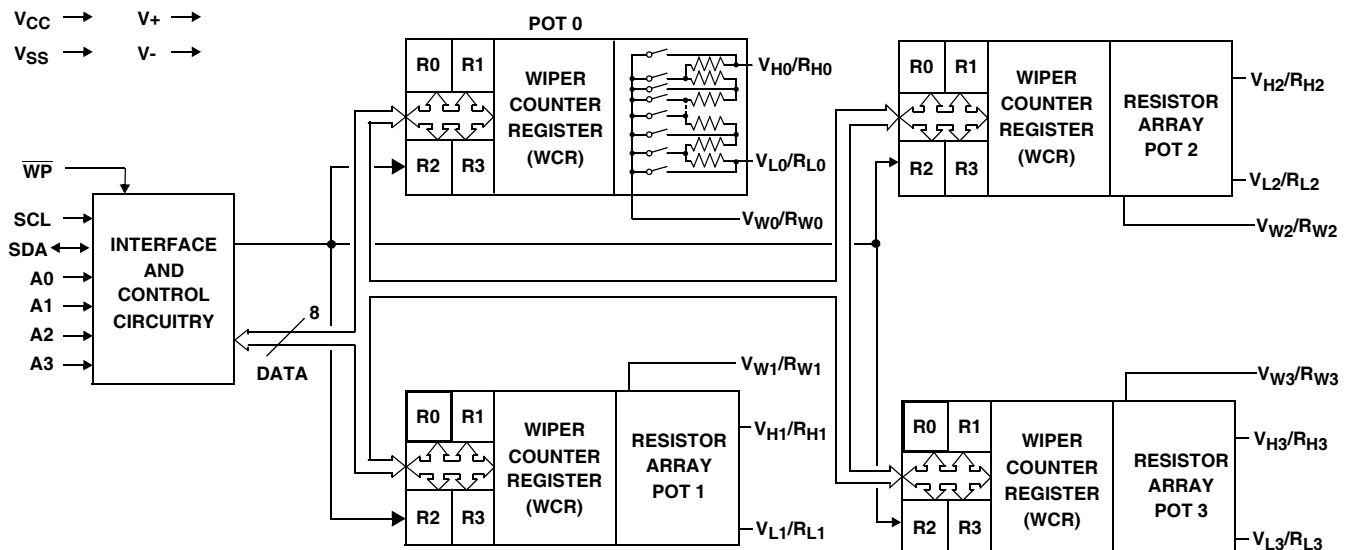 VCC V+
VSS V-
POT 0
R0 R1
R2 R3
WIPER
COUNTER
REGISTER
(WCR)
VH0/RH0
VL0/RL0
VW0/RW0
R0 R1
R2 R3
WIPER
COUNTER
REGISTER
(WCR)
RESISTOR
ARRAY
POT 2
VH2/RH2
VL2/RL2
VW2/RW2
WP
SCL
SDA
A0
A1
A2
A3
INTERFACE
AND
CONTROL
CIRCUITRY
8
DATA
VW1/RW1
R0 R1
R2 R3
WIPER
COUNTER
REGISTER
(WCR)
RESISTOR
ARRAY
POT 1
VH1/RH1
VL1/RL1
VW3/RW3
R0 R1
R2 R3
WIPER
COUNTER
REGISTER
(WCR)
RESISTOR
ARRAY
POT 3
VH3/RH3
VL3/RL3